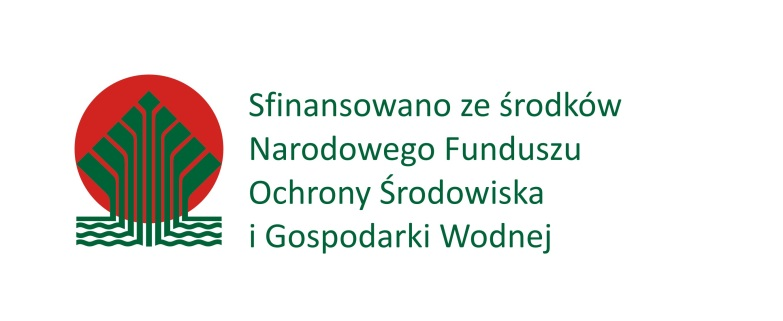 Sfinansowano ze środków
Narodowego Funduszu
Ochrony Środowiska
i Gospodarki Wodnej